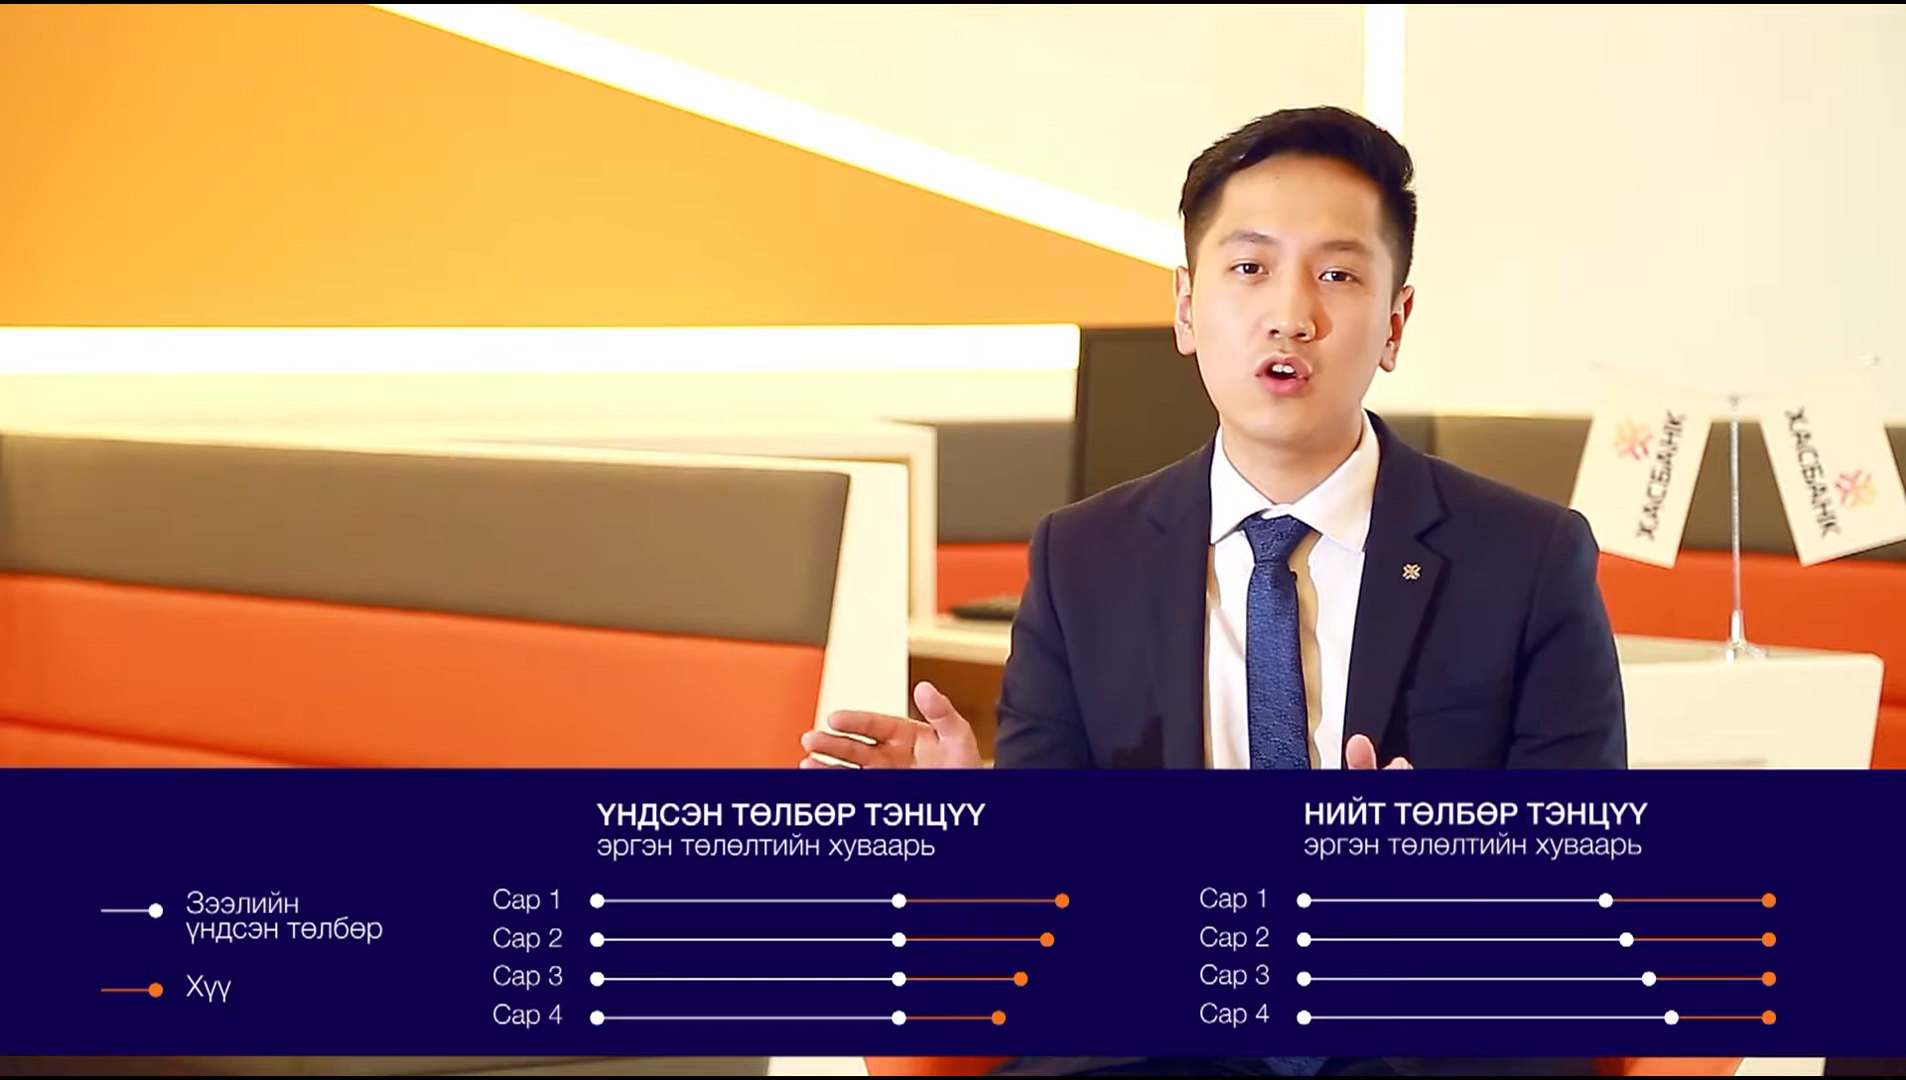 ХАСБАНК
ХАСБАНК
ҮНДСЭН ТӨЛБӨР ТЭНЦҮҮ
эргэн төлөлтийн хуваарь
НИЙТ ТӨЛБӨР ТЭНЦҮҮ
эргэн төлөлтийн хуваарь
Зээлийн
үндсэн төлбөр
Хүү
Сар 1
Сар 2
Сар 3
Сар 4
Сар 1
Сар 2
Сар 3
Сар 4